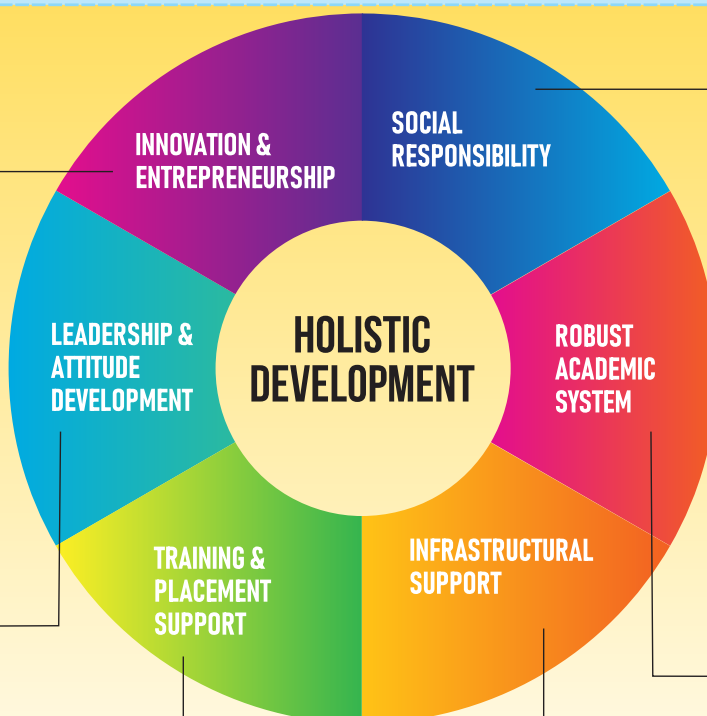 INNOVATION &
ENTREPRENEURSHIP
SOCIAL
RESPONSIBILITY
LEADERSHIP &
ATTITUDE
DEVELOPMENT
HOLISTIC
DEVELOPMENT
ROBUST
ACADEMIC
SYSTEM
TRAINING &
PLACEMENT
SUPPORT
INFRASTRUCTURAL
SUPPORT